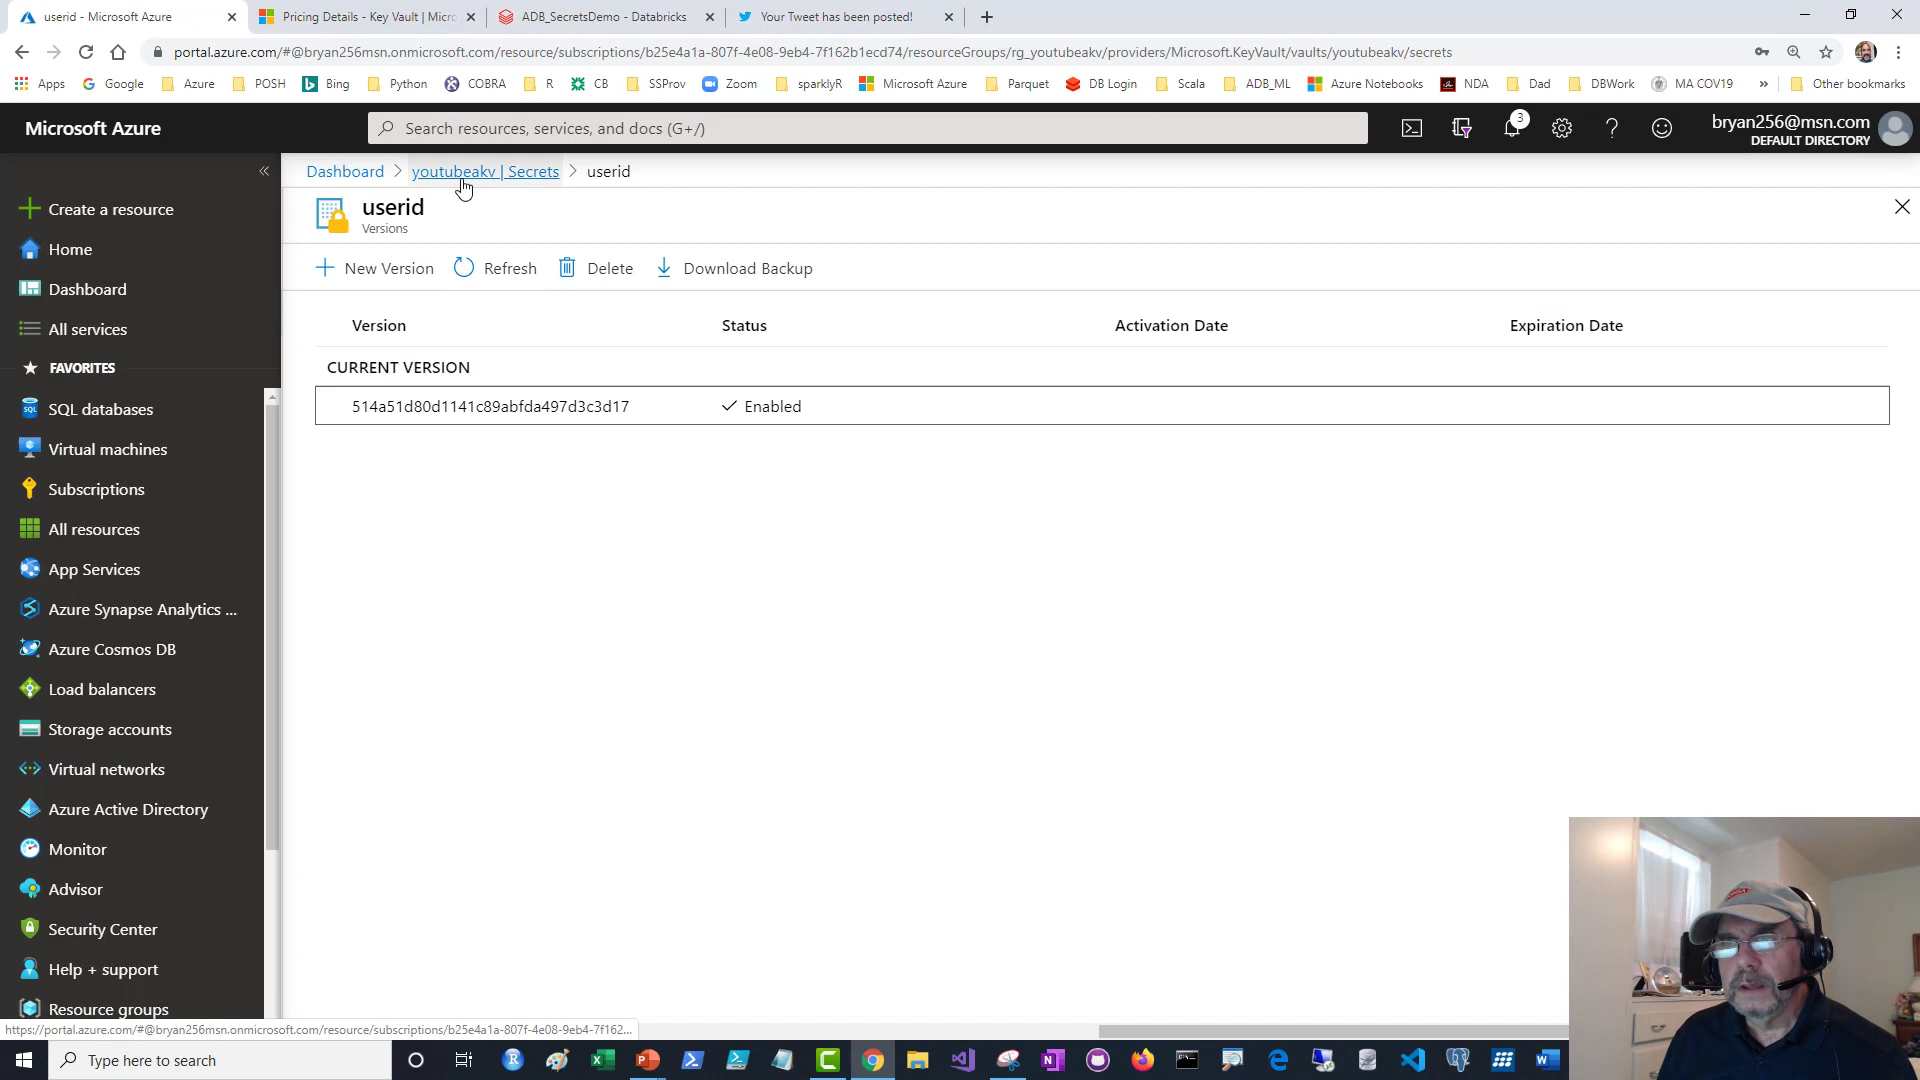 userid - Microsoft Azure
Pricing Details - Key Vault | Micro
ADB_SecretsDemo - Databricks
Your Tweet has been posted!
portal.azure.com/#@bryan256msn.onmicrosoft.com/resource/subscriptions/b25e4a1a-807f-4e08-9eb4-7f162b1ecd74/resourceGroups/rg_youtubeakv/providers/Microsoft.KeyVault/vaults/youtubeakv/secrets
Apps Google Azure POSH Bing Python COBRA R CB SSProv Zoom sparklyR Microsoft Azure Parquet DB Login Scala ADB_ML Azure Notebooks NDA Dad DBWork MA COV19 » Other bookmarks
Microsoft Azure
Search resources, services, and docs (G+/)
3
bryan256@msn.com
DEFAULT DIRECTORY
Dashboard > youtubeakv | Secrets > userid
userid
Versions
New Version Refresh Delete Download Backup
Version Status Activation Date Expiration Date
CURRENT VERSION
514a51d80d1141c89abfda497d3c3d17 Enabled
Create a resource
Home
Dashboard
All services
FAVORITES
SQL databases
Virtual machines
Subscriptions
All resources
App Services
Azure Synapse Analytics ...
Azure Cosmos DB
Load balancers
Storage accounts
Virtual networks
Azure Active Directory
Monitor
Advisor
Security Center
Help + support
Resource groups
https://portal.azure.com/#@bryan256msn.onmicrosoft.com/resource/subscriptions/b25e4a1a-807f-4e08-9eb4-7f162...
Type here to search